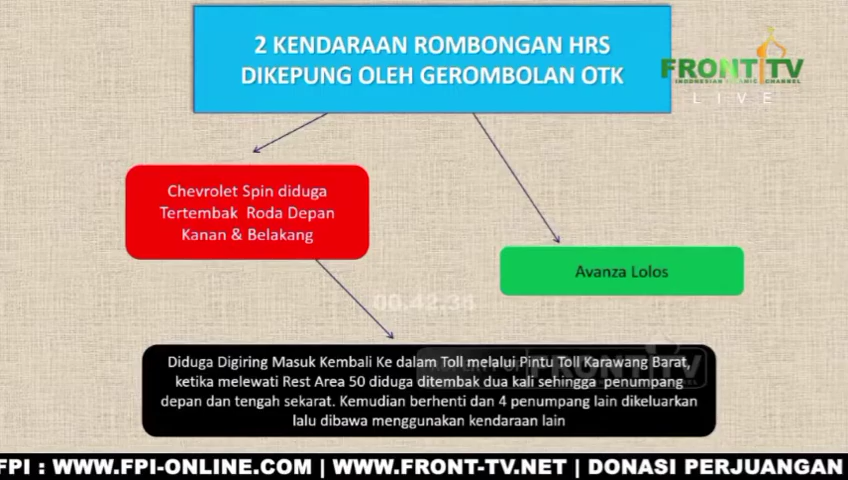 2 KENDARAAN ROMBONGAN HRS
DIKEPUNG OLEH GEROMBOLAN OTK
FRONT TV
INDONESIAN ISLAMIC CHANNEL
LIVE
Chevrolet Spin diduga
Tertembak Roda Depan
Kanan & Belakang
Avanza Lolos
00.42.34
Diduga Digiring Masuk Kembali Ke dalam Toll melalui Pintu Toll Karawang Barat,
ketika melewati Rest Area 50 diduga ditembak dua kali sehingga penumpang
depan dan tengah sekarat. Kemudian berhenti dan 4 penumpang lain dikeluarkan
lalu dibawa menggunakan kendaraan lain
FRONT TV
FPI : WWW.FPI-ONLINE.COM | WWW.FRONT-TV.NET | DONASI PERJUANGAN